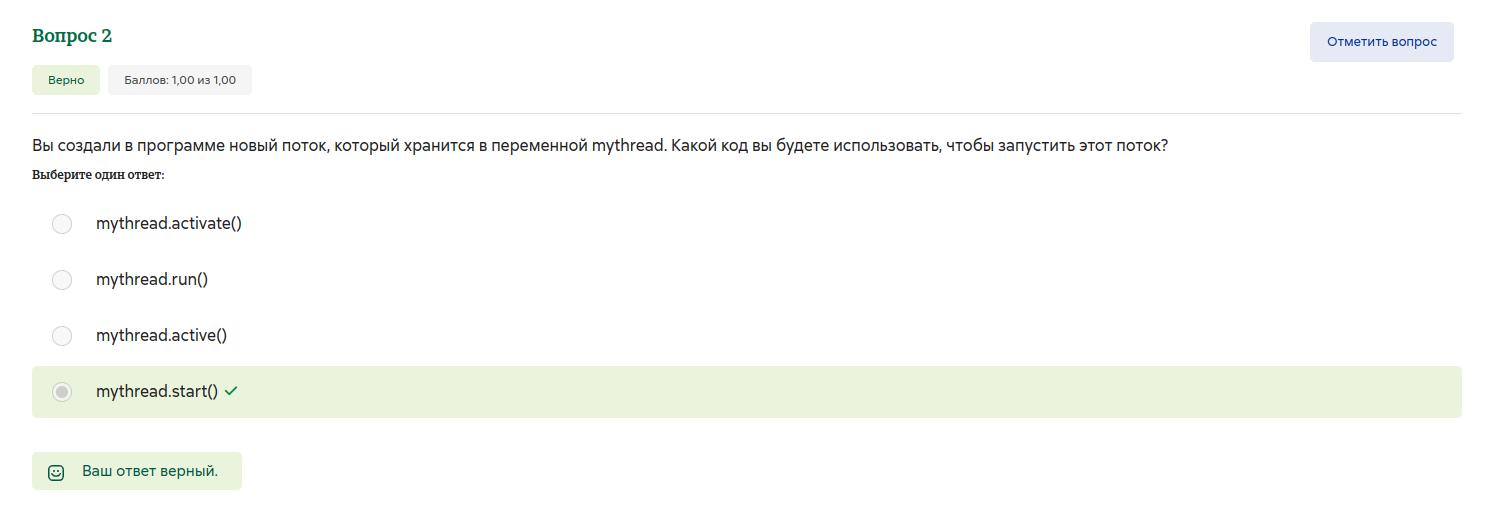 Вопрос 2
Отметить вопрос
Верно
Баллов: 1,00 из 1,00
Вы создали в программе новый поток, который хранится в переменной mythread. Какой код вы будете использовать, чтобы запустить этот поток?
Выберите один ответ:
mythread.activate()
mythread.run()
mythread.active()
mythread.start()
Ваш ответ верный.